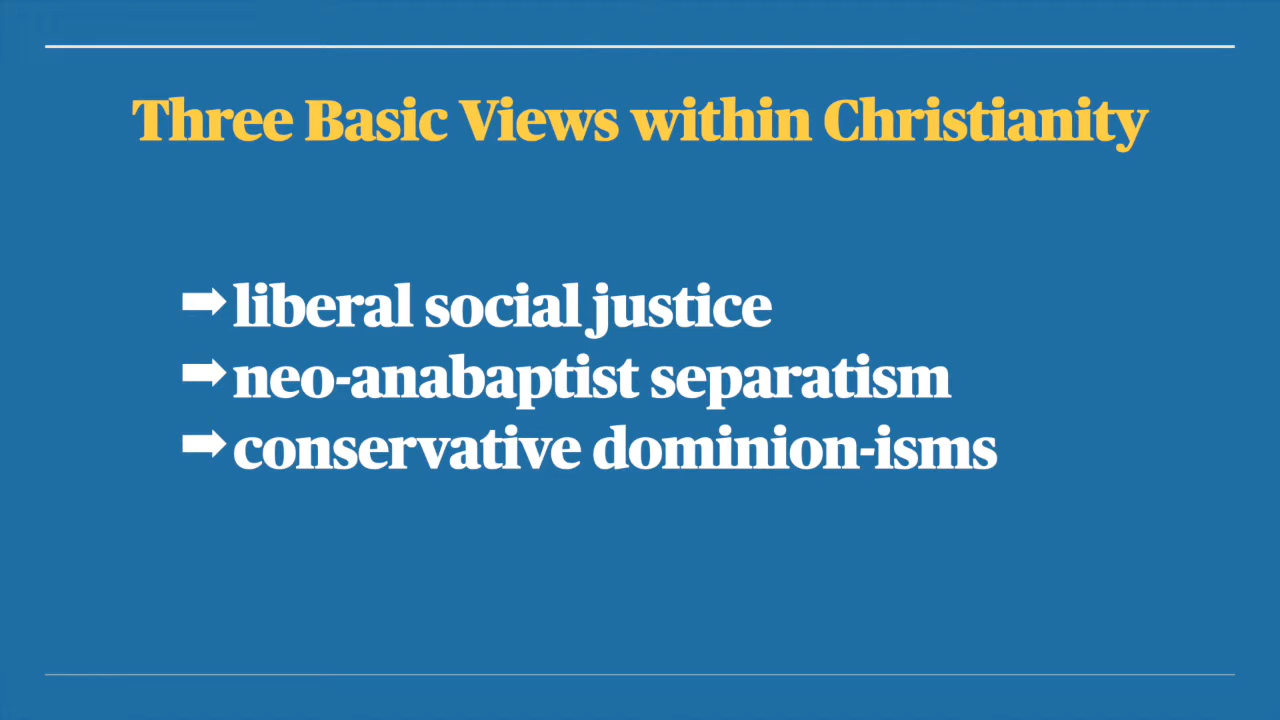 Three Basic Views within Christianity
➡liberal social justice
➡neo-anabaptist separatism
➡conservative dominion-isms